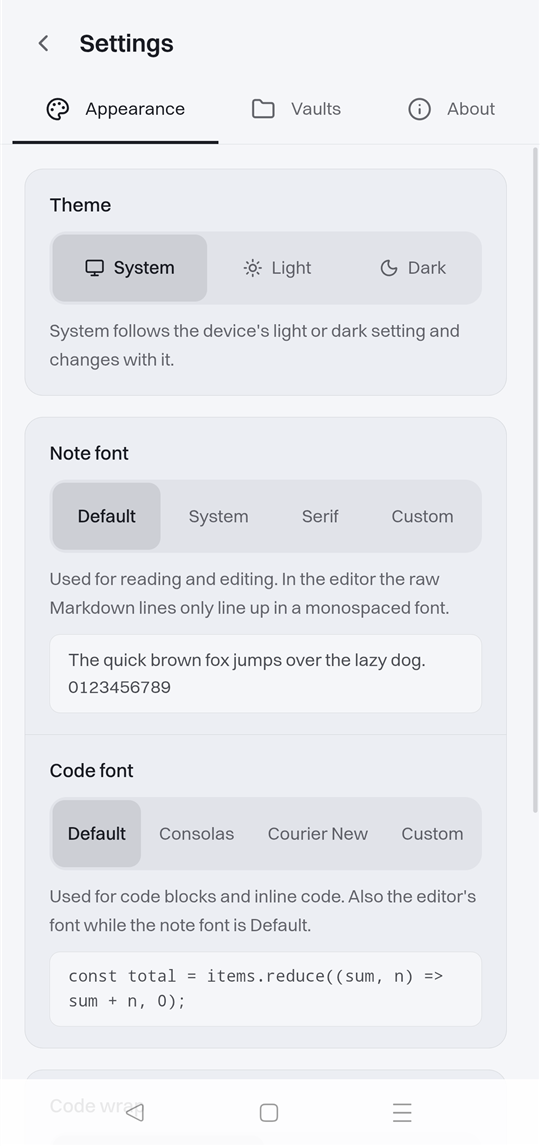 Settings
Appearance
Vaults
About
Theme
System
Light
Dark
System follows the device's light or dark setting and
changes with it.
Note font
Default
System
Serif
Custom
Used for reading and editing. In the editor the raw
Markdown lines only line up in a monospaced font.
The quick brown fox jumps over the lazy dog.
0123456789
Code font
Default
Consolas
Courier New
Custom
Used for code blocks and inline code. Also the editor's
font while the note font is Default.
const total = items.reduce((sum, n) =>
sum + n, 0);
Code wrap